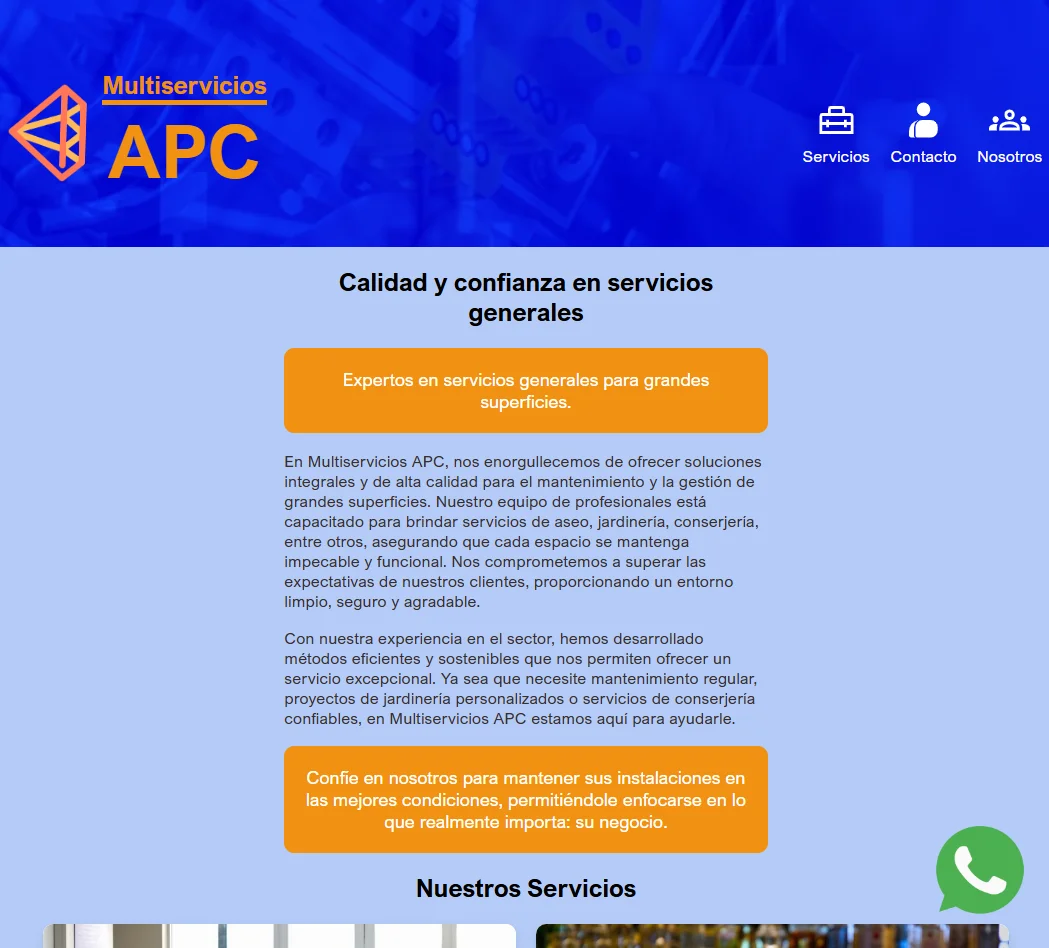 Multiservicios
APC
Servicios
Contacto
Nosotros
Calidad y confianza en servicios
generales
Expertos en servicios generales para grandes
superficies.
En Multiservicios APC, nos enorgullecemos de ofrecer soluciones
integrales y de alta calidad para el mantenimiento y la gestión de
grandes superficies. Nuestro equipo de profesionales está
capacitado para brindar servicios de aseo, jardinería, conserjería,
entre otros, asegurando que cada espacio se mantenga
impecable y funcional. Nos comprometemos a superar las
expectativas de nuestros clientes, proporcionando un entorno
limpio, seguro y agradable.
Con nuestra experiencia en el sector, hemos desarrollado
métodos eficientes y sostenibles que nos permiten ofrecer un
servicio excepcional. Ya sea que necesite mantenimiento regular,
proyectos de jardinería personalizados o servicios de conserjería
confiables, en Multiservicios APC estamos aquí para ayudarle.
Confíe en nosotros para mantener sus instalaciones en
las mejores condiciones, permitiéndole enfocarse en lo
que realmente importa: su negocio.
Nuestros Servicios